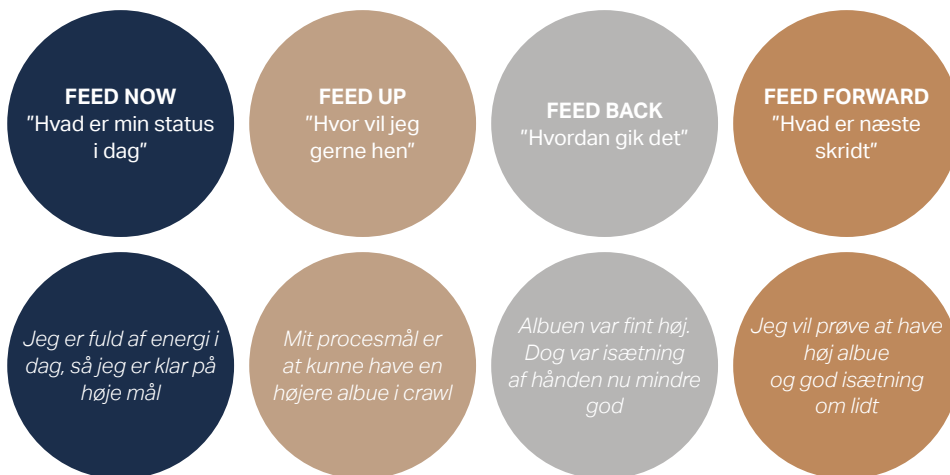 FEED NOW
"Hvad er min status
i dag"
FEED UP
"Hvor vil jeg
gerne hen"
FEED BACK
"Hvordan gik det"
FEED FORWARD
"Hvad er næste
skridt"
Jeg er fuld af energi i
dag, så jeg er klar på
høje mål
Mit procesmål er
at kunne have en
højere albue i crawl
Albuen var fint høj.
Dog var isætning
af hånden nu mindre
god
Jeg vil prøve at have
høj albue
og god isætning
om lidt